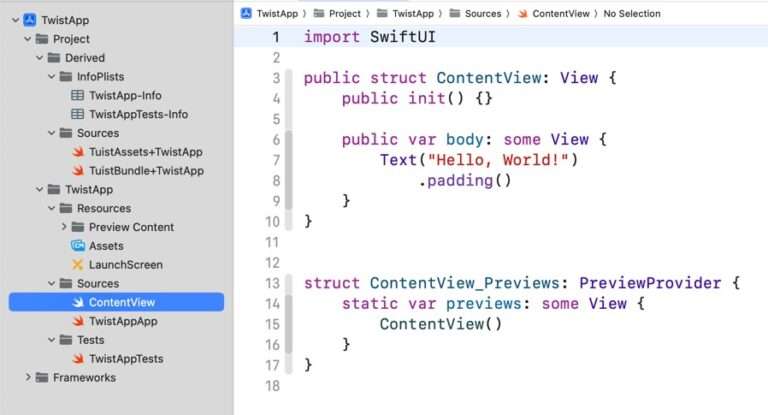 TwistApp
Project
Derived
InfoPlists
TwistApp-Info
TwistAppTests-Info
Sources
TuistAssets+TwistApp
TuistBundle+TwistApp
TwistApp
Resources
Preview Content
Assets
LaunchScreen
Sources
ContentView
TwistAppApp
Tests
TwistAppTests
Frameworks
TwistApp 〉 Project 〉 TwistApp 〉 Sources 〉 ContentView 〉 No Selection
1 import SwiftUI
2
3 public struct ContentView: View {
4     public init() {}
5
6     public var body: some View {
7         Text("Hello, World!")
8             .padding()
9     }
10 }
11
12
13 struct ContentView_Previews: PreviewProvider {
14     static var previews: some View {
15         ContentView()
16     }
17 }
18